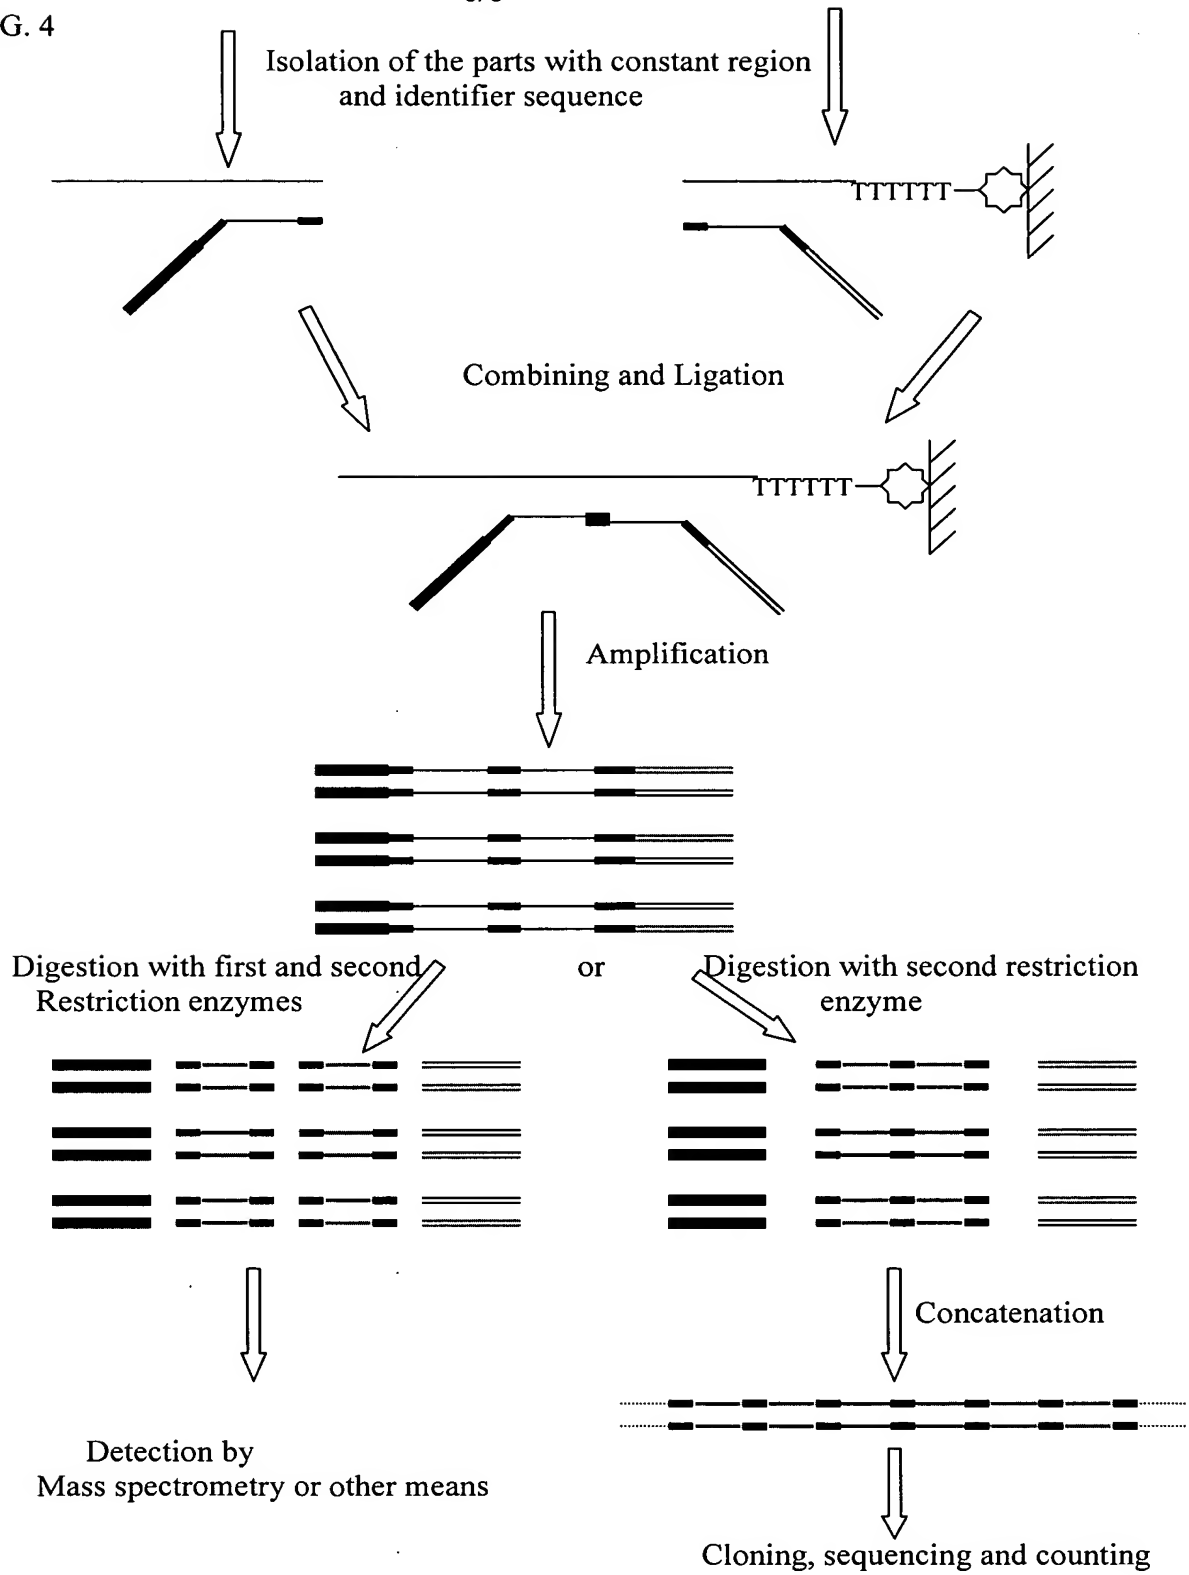 G. 4
Isolation of the parts with constant region
and identifier sequence
TTTTTT
Combining and Ligation
TTTTTT
Amplification
Digestion with first and second
Restriction enzymes
or
Digestion with second restriction
enzyme
Concatenation
Detection by
Mass spectrometry or other means
Cloning, sequencing and counting